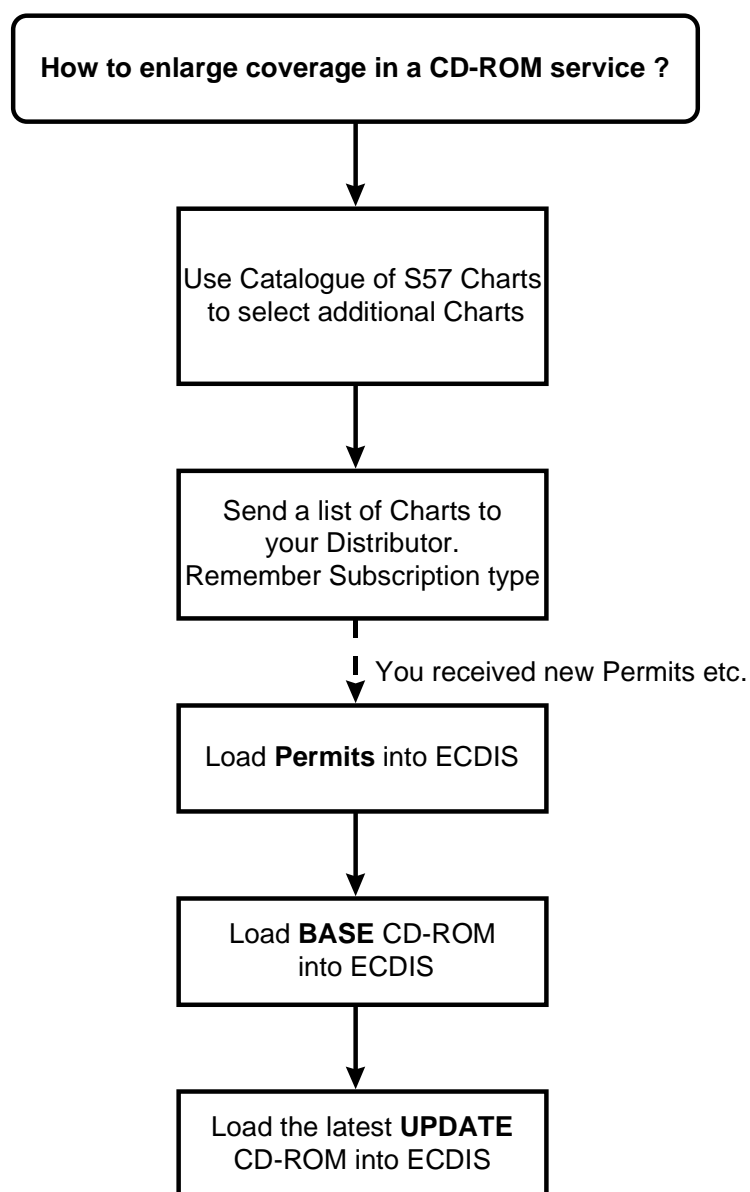 How to enlarge coverage in a CD-ROM service ?
Use Catalogue of S57 Charts
to select additional Charts
Send a list of Charts to
your Distributor.
Remember Subscription type
You received new Permits etc.
Load Permits into ECDIS
Load BASE CD-ROM
into ECDIS
Load the latest UPDATE
CD-ROM into ECDIS